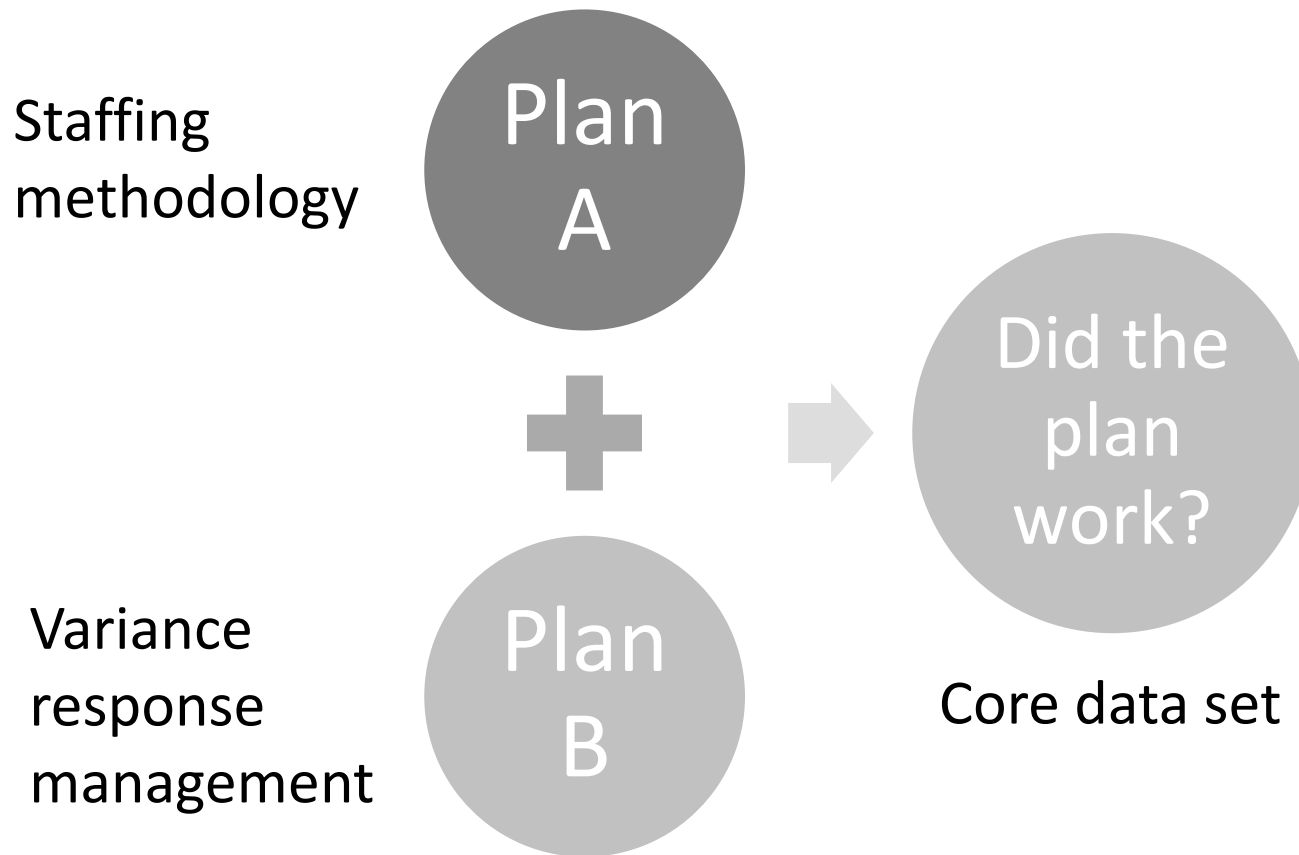 Staffing
methodology
Plan
A
Variance
response
management
Plan
B
Did the
plan
work?
Core data set